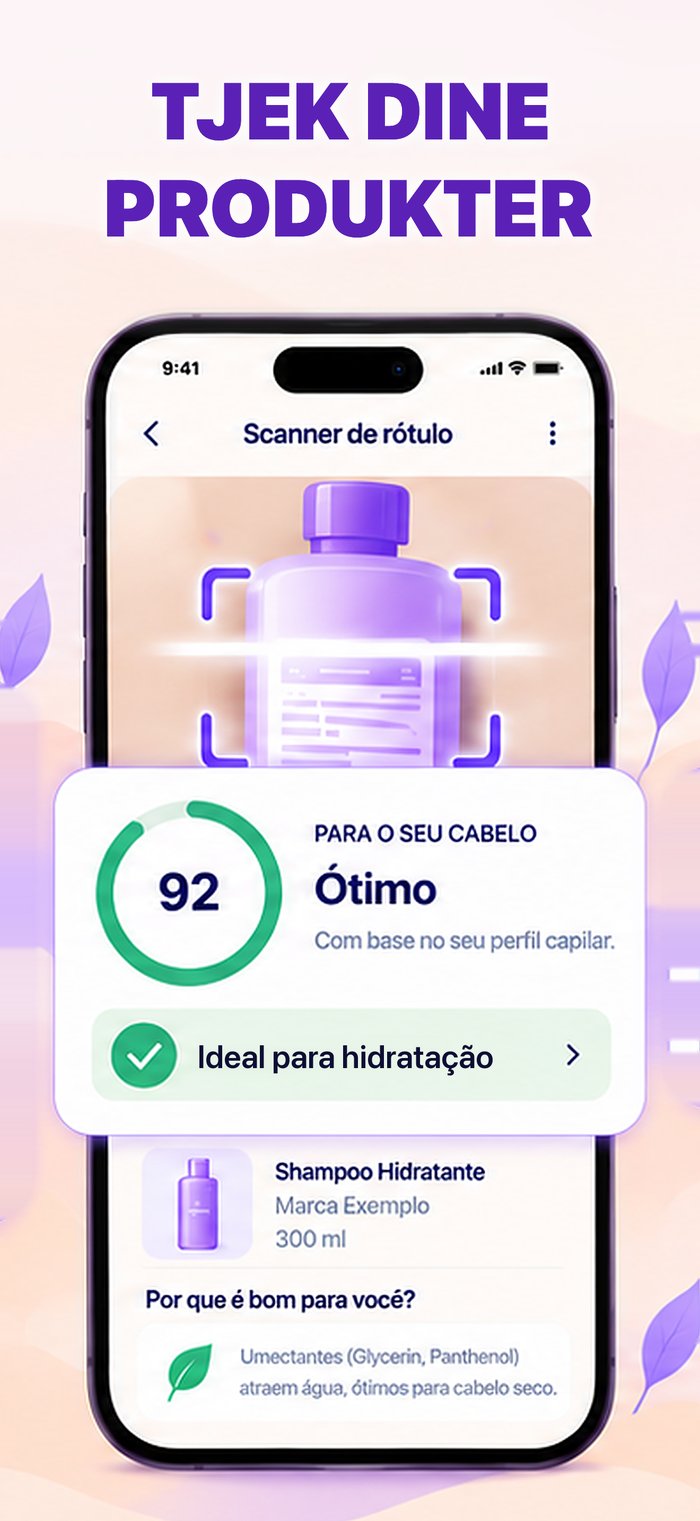 TJEK DINE
PRODUKTER
9:41
Scanner de rótulo
92
PARA O SEU CABELO
Ótimo
Com base no seu perfil capilar.
Ideal para hidratação
Shampoo Hidratante
Marca Exemplo
300 ml
Por que é bom para você?
Umectantes (Glycerin, Panthenol)
atraem água, ótimos para cabelo seco.